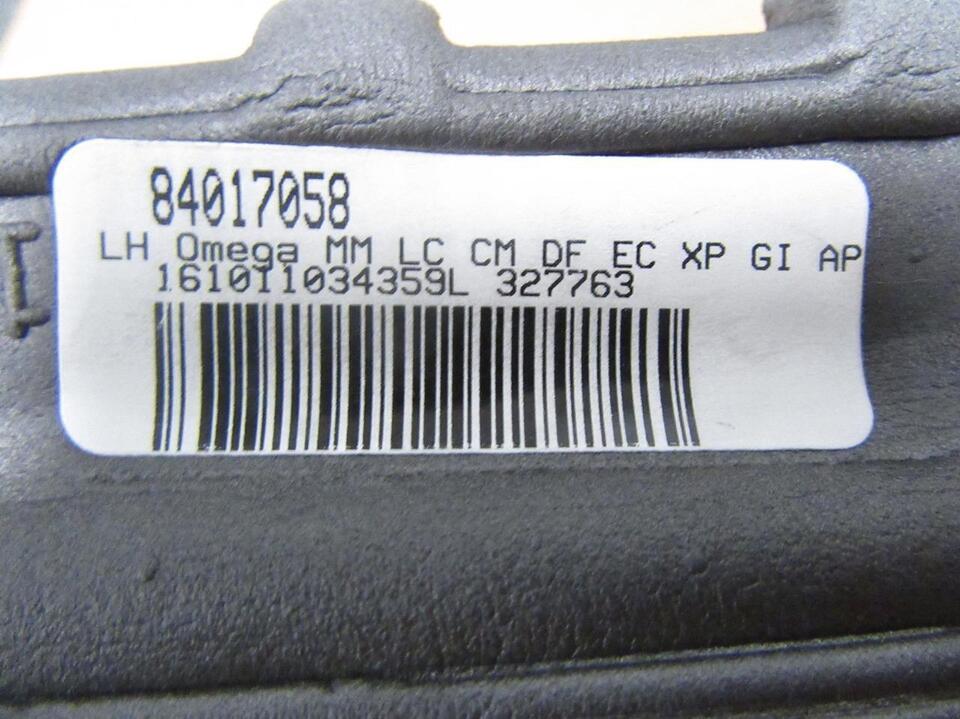 84017058
LH Omega MM LC CM DF EC XP GI AP
161011034359L 327763